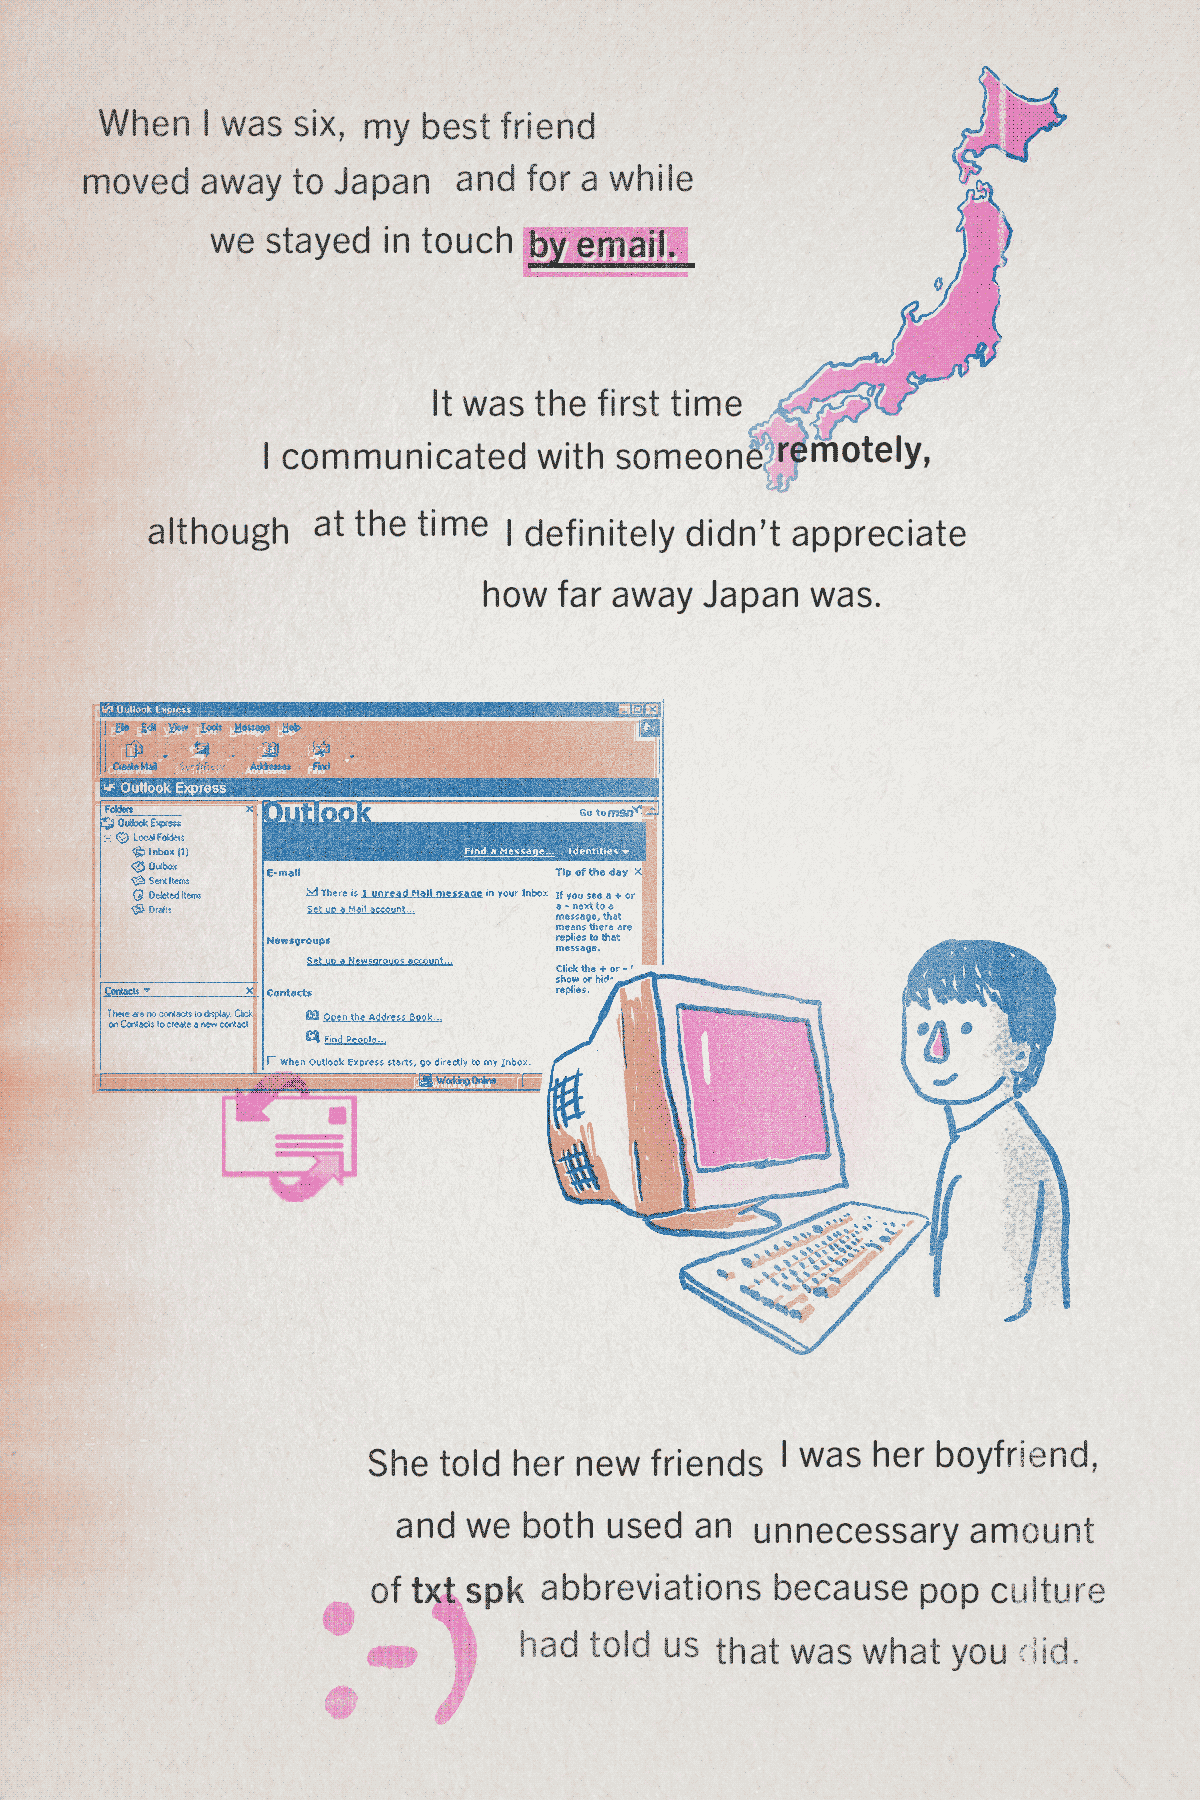 When I was six, my best friend
moved away to Japan and for a while
we stayed in touch by email.
It was the first time
I communicated with someone remotely,
although at the time I definitely didn't appreciate
how far away Japan was.
Outlook Express
File Edit View Tools Message Help
Create Mail Addresses Find
Outlook Express
Folders
Outlook Express
Local Folders
Inbox (1)
Outbox
Sent Items
Deleted Items
Drafts
Contacts
There are no contacts to display. Click
on Contacts to create a new contact
Outlook
Go to msn
Find a Message... Identities
E-mail
There is 1 unread Mail message in your Inbox
Set up a Mail account...
Newsgroups
Set up a Newsgroups account...
Contacts
Open the Address Book...
Find People...
When Outlook Express starts, go directly to my Inbox.
Tip of the day
If you see a + or
a - next to a
message, that
means there are
replies to that
message.
Click the + or -
show or hide
replies.
Working Online
She told her new friends I was her boyfriend,
and we both used an unnecessary amount
of txt spk abbreviations because pop culture
had told us that was what you did.
:-)